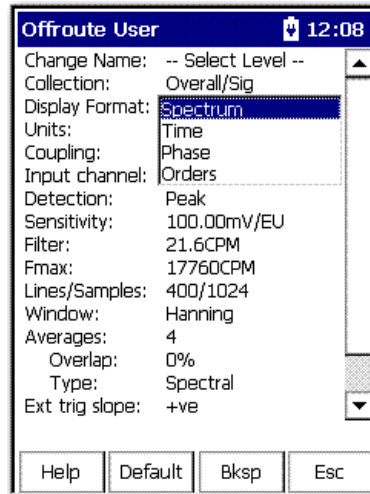 Offroute User 12:08
Change Name: -- Select Level --
Collection: Overall/Sig
Display Format: Spectrum
Units: Time
Coupling: Phase
Input channel: Orders
Detection: Peak
Sensitivity: 100.00mV/EU
Filter: 21.6CPM
Fmax: 17760CPM
Lines/Samples: 400/1024
Window: Hanning
Averages: 4
Overlap: 0%
Type: Spectral
Ext trig slope: +ve
Help Default Bksp Esc